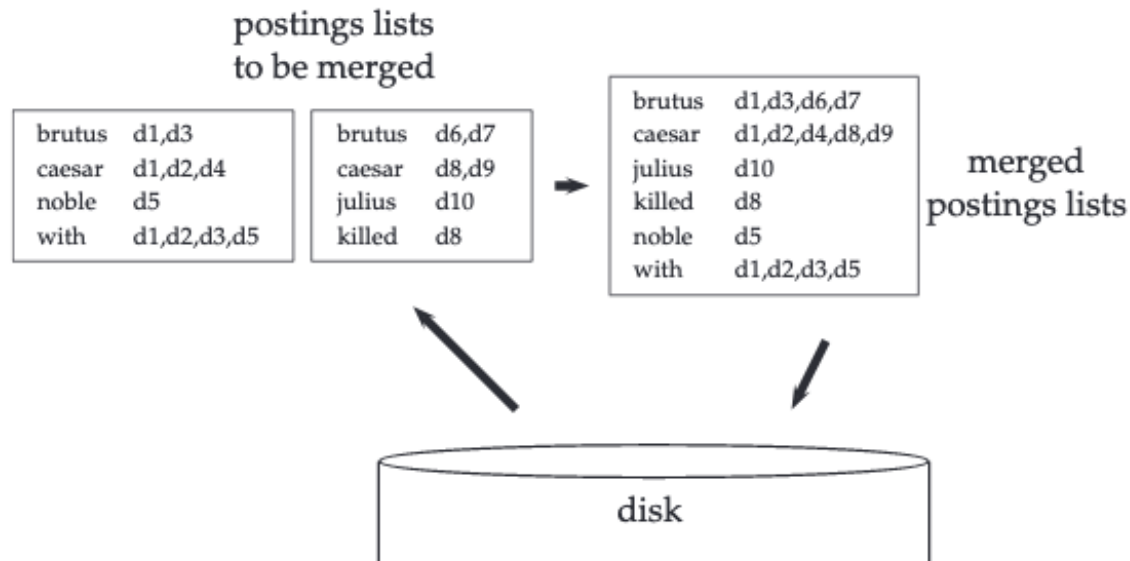 postings lists
to be merged
brutus d1,d3
caesar d1,d2,d4
noble d5
with d1,d2,d3,d5
brutus d6,d7
caesar d8,d9
julius d10
killed d8
brutus d1,d3,d6,d7
caesar d1,d2,d4,d8,d9
julius d10
killed d8
noble d5
with d1,d2,d3,d5
merged
postings lists
disk